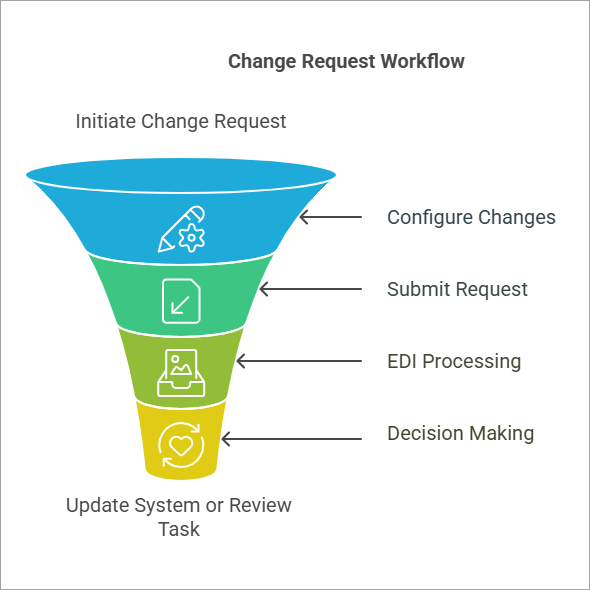 Change Request Workflow
Initiate Change Request
Configure Changes
Submit Request
EDI Processing
Decision Making
Update System or Review
Task